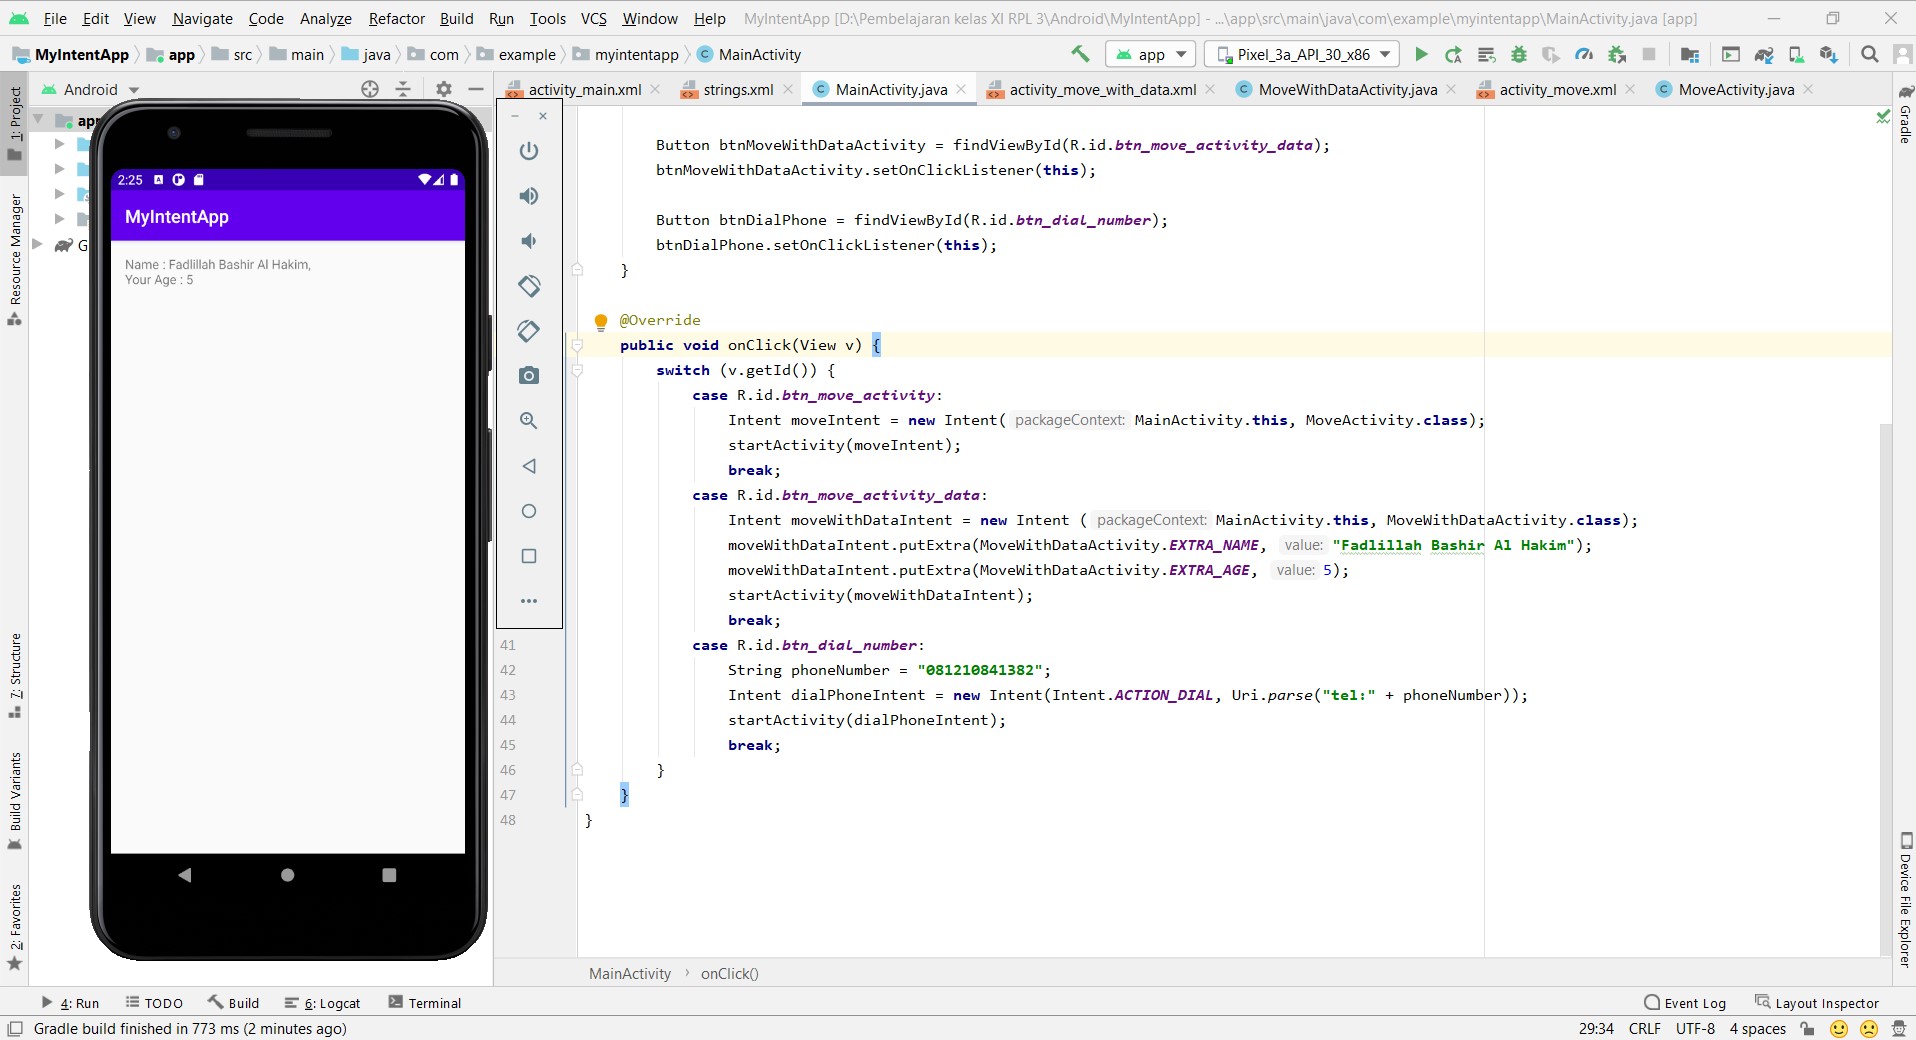 File Edit View Navigate Code Analyze Refactor Build Run Tools VCS Window Help MyIntentApp [D:\Pembelajaran kelas XI RPL 3\Android\MyIntentApp] - ...\app\src\main\java\com\example\myintentapp\MainActivity.java [app]
MyIntentApp app src main java com example myintentapp MainActivity app Pixel_3a_API_30_x86
Android activity_main.xml strings.xml MainActivity.java activity_move_with_data.xml MoveWithDataActivity.java activity_move.xml MoveActivity.java
1: Project
Resource Manager
7: Structure
Build Variants
2: Favorites
app
G
2:25
MyIntentApp
Name : Fadlillah Bashir Al Hakim,
Your Age : 5
Button btnMoveWithDataActivity = findViewById(R.id.btn_move_activity_data);
btnMoveWithDataActivity.setOnClickListener(this);
Button btnDialPhone = findViewById(R.id.btn_dial_number);
btnDialPhone.setOnClickListener(this);
}
@Override
public void onClick(View v) {
switch (v.getId()) {
case R.id.btn_move_activity:
Intent moveIntent = new Intent( packageContext: MainActivity.this, MoveActivity.class);
startActivity(moveIntent);
break;
case R.id.btn_move_activity_data:
Intent moveWithDataIntent = new Intent ( packageContext: MainActivity.this, MoveWithDataActivity.class);
moveWithDataIntent.putExtra(MoveWithDataActivity.EXTRA_NAME, value: "Fadlillah Bashir Al Hakim");
moveWithDataIntent.putExtra(MoveWithDataActivity.EXTRA_AGE, value: 5);
startActivity(moveWithDataIntent);
break;
41 case R.id.btn_dial_number:
42 String phoneNumber = "081210841382";
43 Intent dialPhoneIntent = new Intent(Intent.ACTION_DIAL, Uri.parse("tel:" + phoneNumber));
44 startActivity(dialPhoneIntent);
45 break;
46 }
47 }
48 }
MainActivity › onClick()
Gradle
Device File Explorer
4: Run TODO Build 6: Logcat Terminal Event Log Layout Inspector
Gradle build finished in 773 ms (2 minutes ago) 29:34 CRLF UTF-8 4 spaces